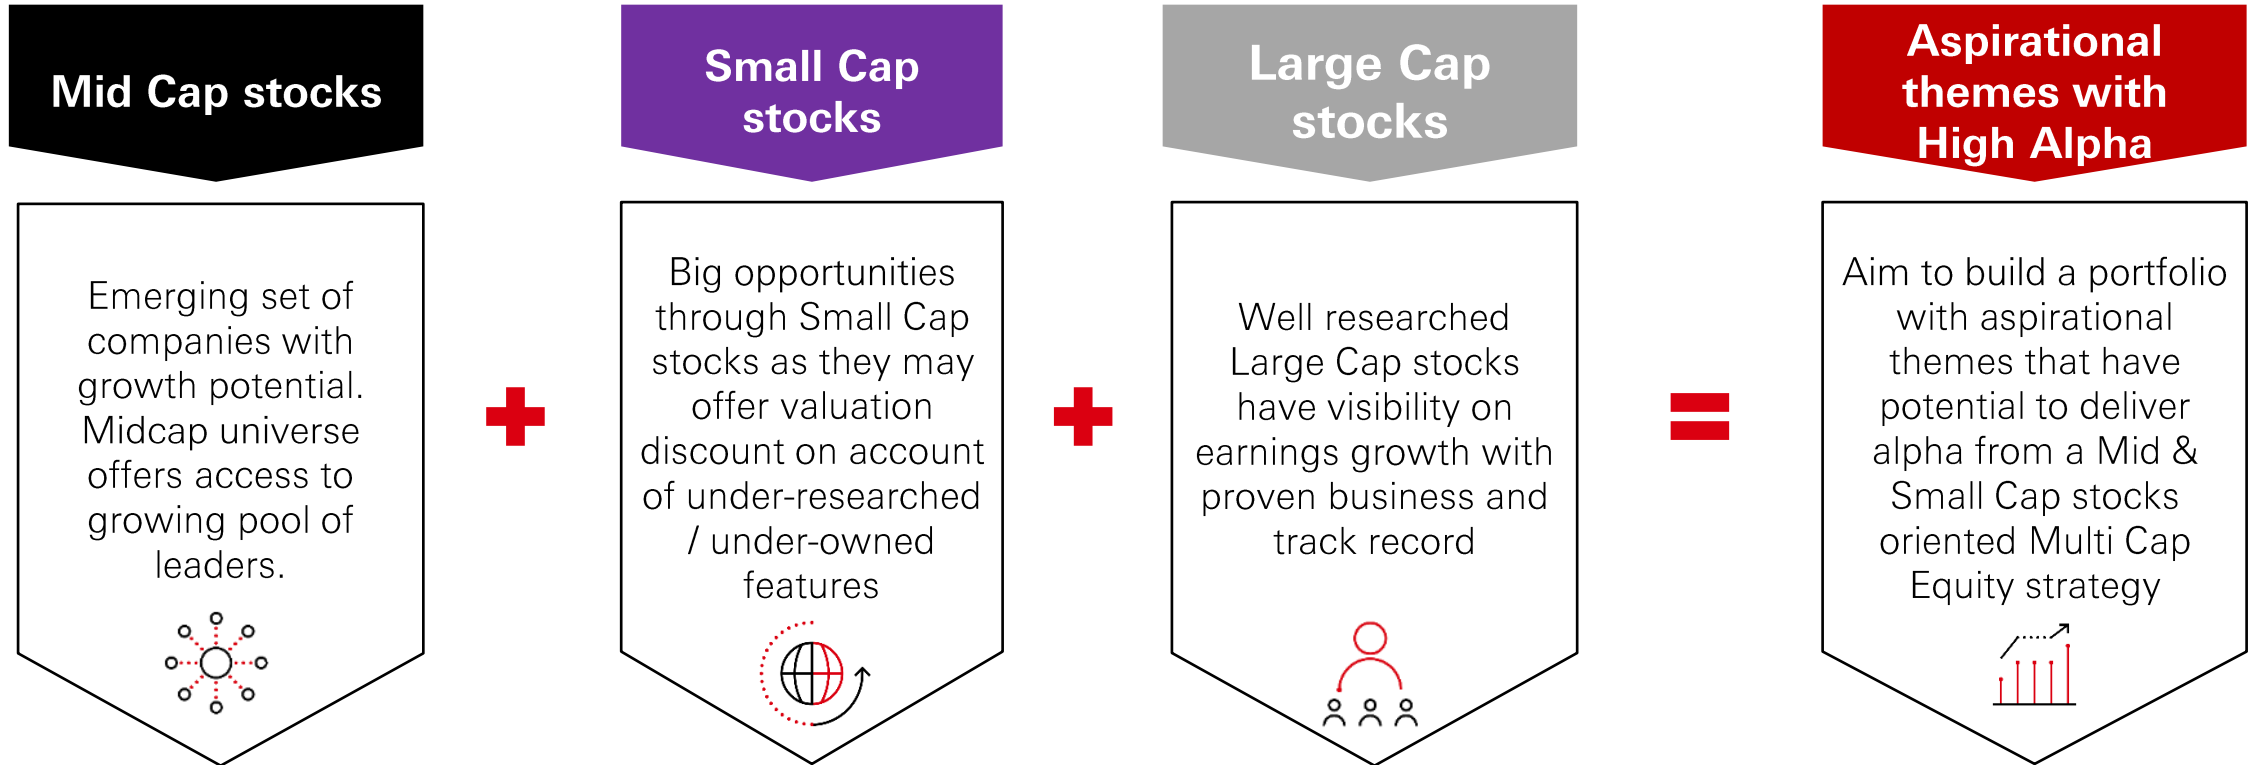 Mid Cap stocks
Emerging set of
companies with
growth potential.
Midcap universe
offers access to
growing pool of
leaders.
Small Cap
stocks
Big opportunities
through Small Cap
stocks as they may
offer valuation
discount on account
of under-researched
/ under-owned
features
Large Cap
stocks
Well researched
Large Cap stocks
have visibility on
earnings growth with
proven business and
track record
Aspirational
themes with
High Alpha
Aim to build a portfolio
with aspirational
themes that have
potential to deliver
alpha from a Mid &
Small Cap stocks
oriented Multi Cap
Equity strategy